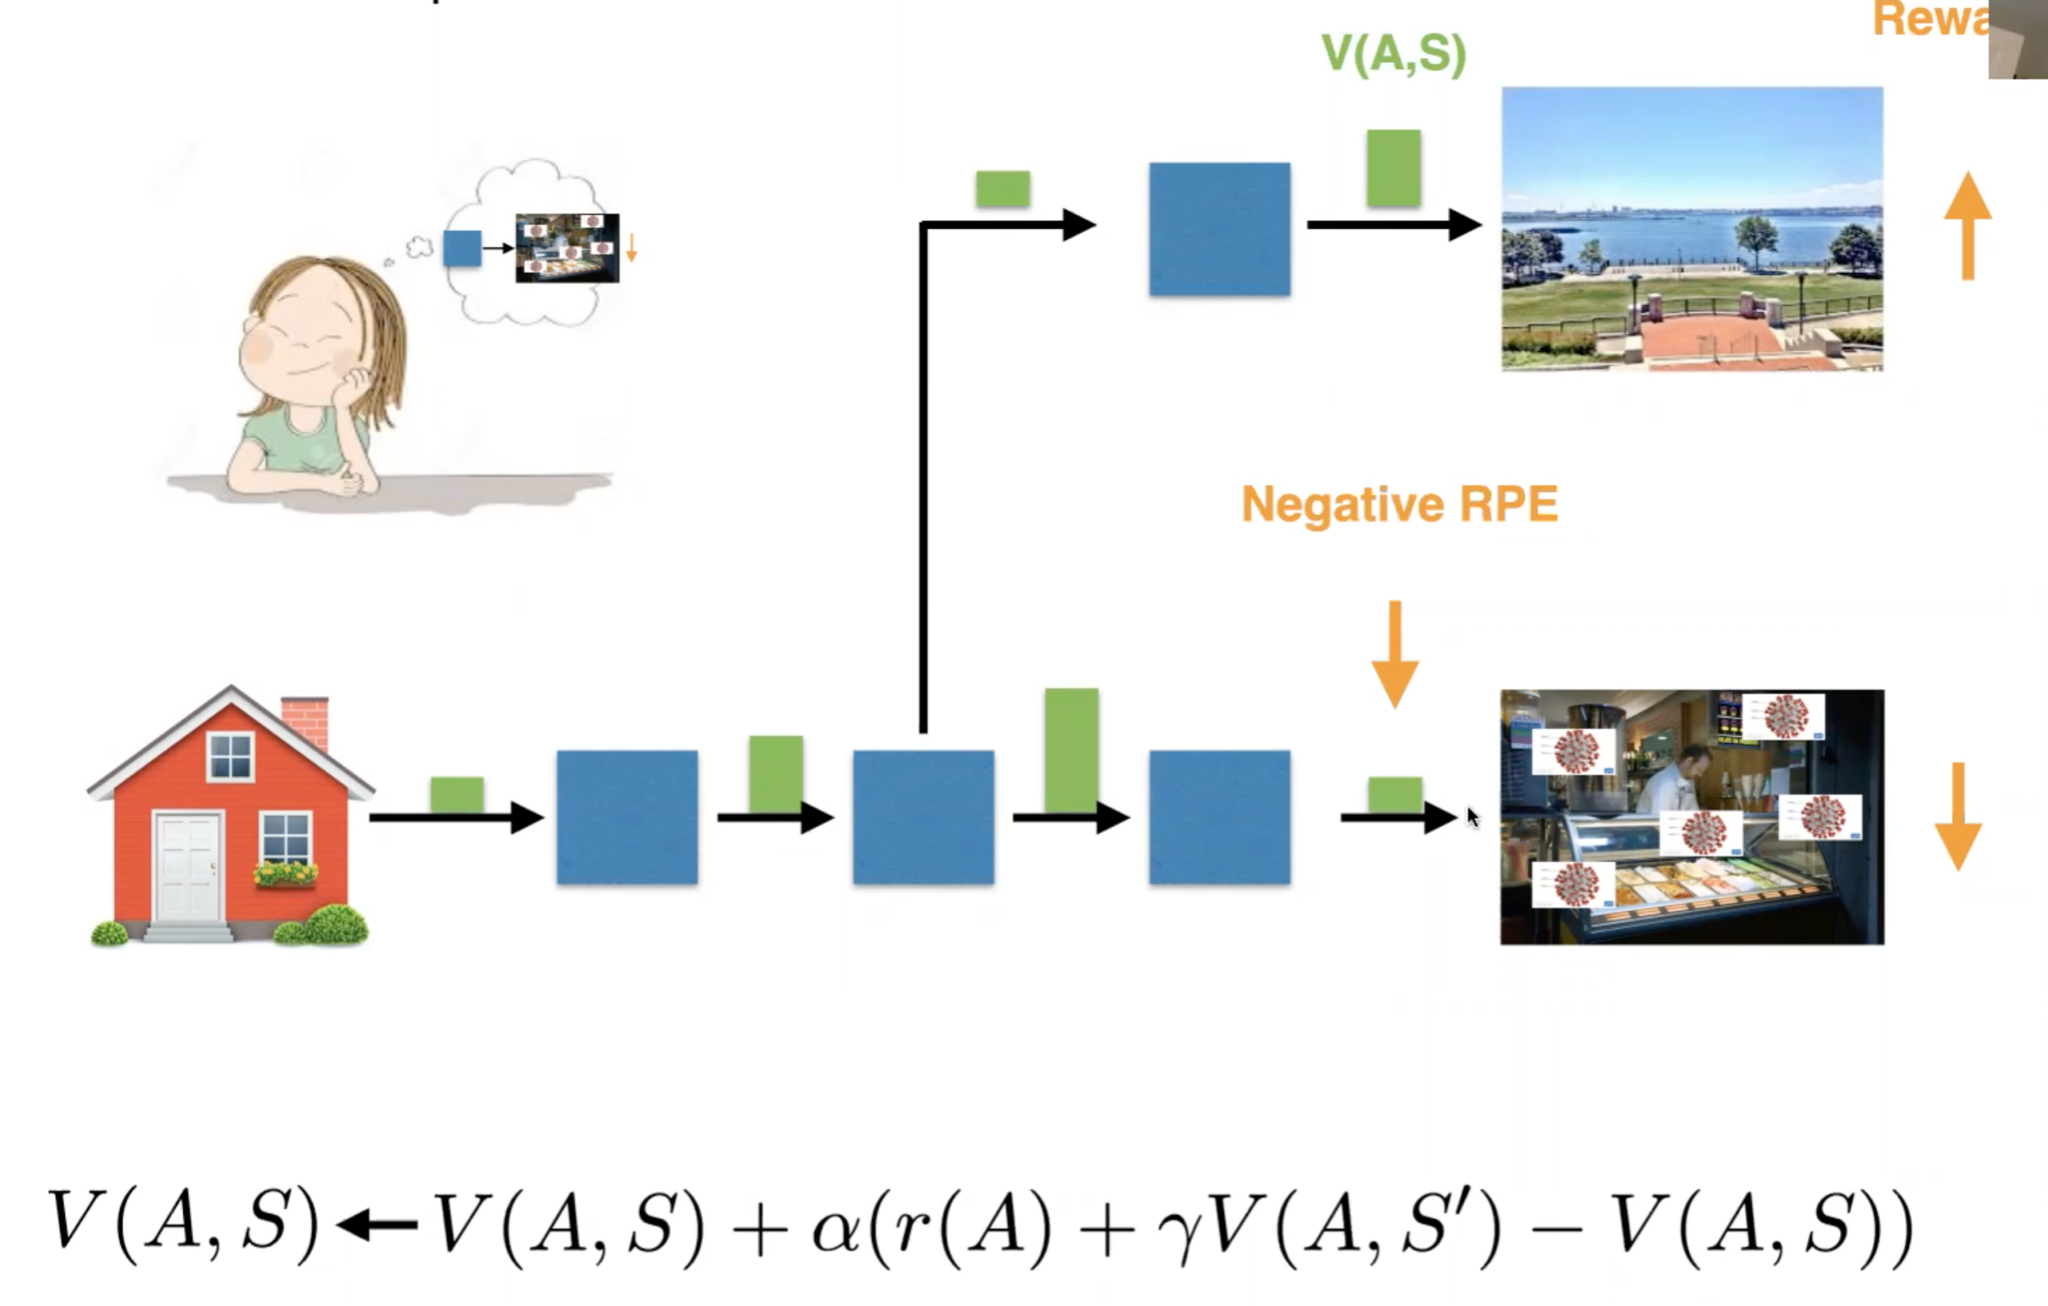 V(A,S)
Negative RPE
V(A, S) ← V(A, S) + α(r(A) + γV(A, S′) − V(A, S))